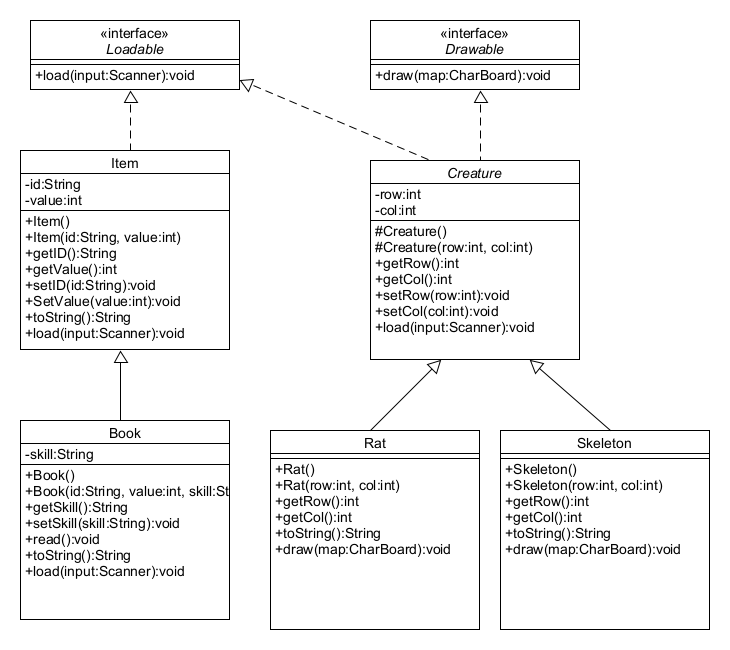 «interface»
Loadable
+load(input:Scanner):void
«interface»
Drawable
+draw(map:CharBoard):void
Item
-id:String
-value:int
+Item()
+Item(id:String, value:int)
+getID():String
+getValue():int
+setID(id:String):void
+SetValue(value:int):void
+toString():String
+load(input:Scanner):void
Creature
-row:int
-col:int
#Creature()
#Creature(row:int, col:int)
+getRow():int
+getCol():int
+setRow(row:int):void
+setCol(col:int):void
+load(input:Scanner):void
Book
-skill:String
+Book()
+Book(id:String, value:int, skill:St
+getSkill():String
+setSkill(skill:String):void
+read():void
+toString():String
+load(input:Scanner):void
Rat
+Rat()
+Rat(row:int, col:int)
+getRow():int
+getCol():int
+toString():String
+draw(map:CharBoard):void
Skeleton
+Skeleton()
+Skeleton(row:int, col:int)
+getRow():int
+getCol():int
+toString():String
+draw(map:CharBoard):void